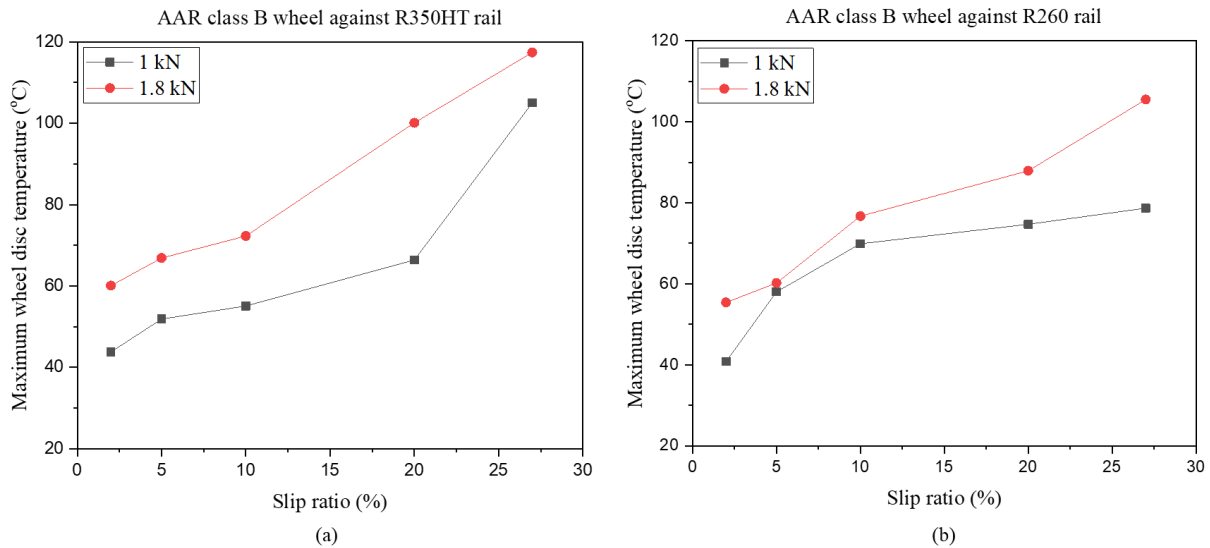 AAR class B wheel against R350HT rail
1 kN
1.8 kN
Maximum wheel disc temperature (°C)
120
100
80
60
40
20
0
5
10
15
20
25
30
Slip ratio (%)
(a)
AAR class B wheel against R260 rail
1 kN
1.8 kN
Maximum wheel disc temperature (°C)
120
100
80
60
40
20
0
5
10
15
20
25
30
Slip ratio (%)
(b)